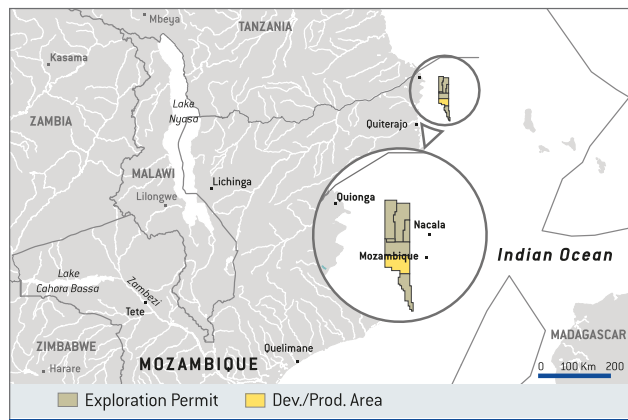 Mbeya
TANZANIA
Kasama
Lake
Nyasa
ZAMBIA
Quiterajo
MALAWI
Lichinga
Lilongwe
Quionga
Nacala
Mozambique
Indian Ocean
Lake
Cahora Bassa
Zambezi
Tete
ZIMBABWE
Harare
MOZAMBIQUE
Quelimane
MADAGASCAR
0 100 Km 200
Exploration Permit
Dev./Prod. Area